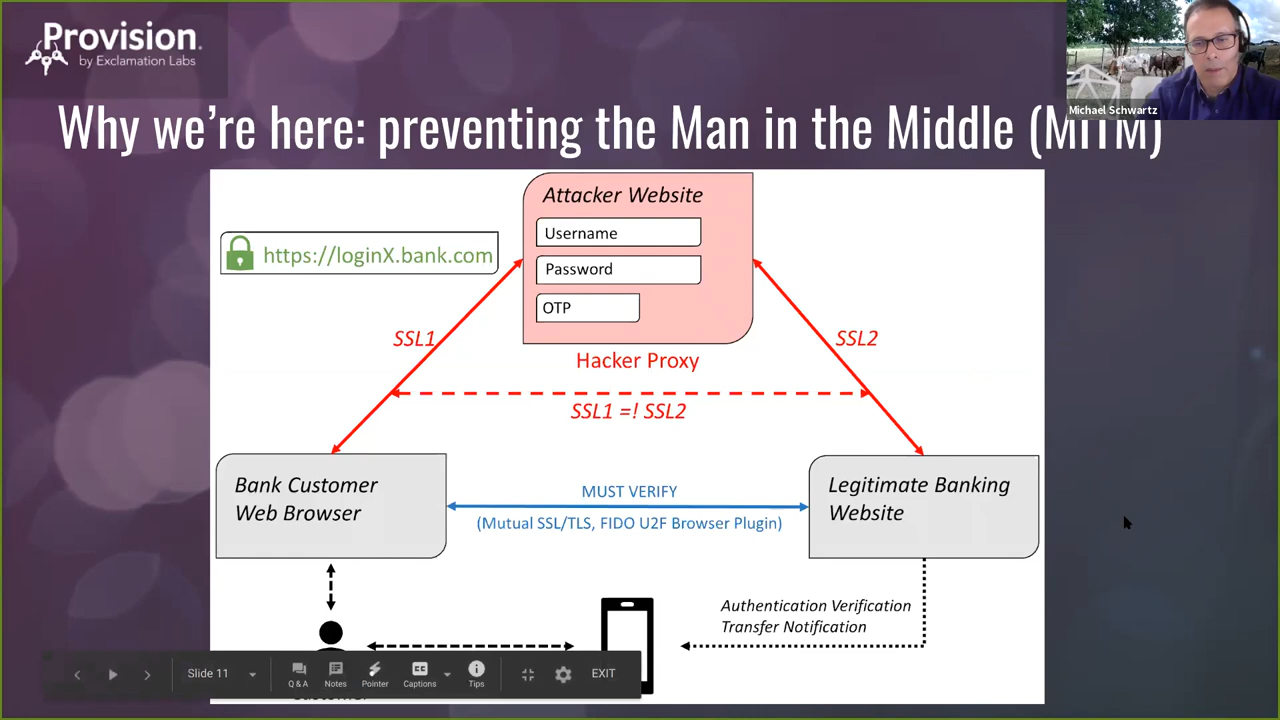 Provision
by Exclamation Labs
Michael Schwartz
Why we're here: preventing the Man in the Middle (MITM)
Attacker Website
Username
https://loginX.bank.com
Password
OTP
SSL1
SSL2
Hacker Proxy
SSL1 =! SSL2
Bank Customer
Web Browser
MUST VERIFY
(Mutual SSL/TLS, FIDO U2F Browser Plugin)
Legitimate Banking
Website
Authentication Verification
Transfer Notification
Slide 11
Q & A
Notes
Pointer
Captions
Tips
EXIT